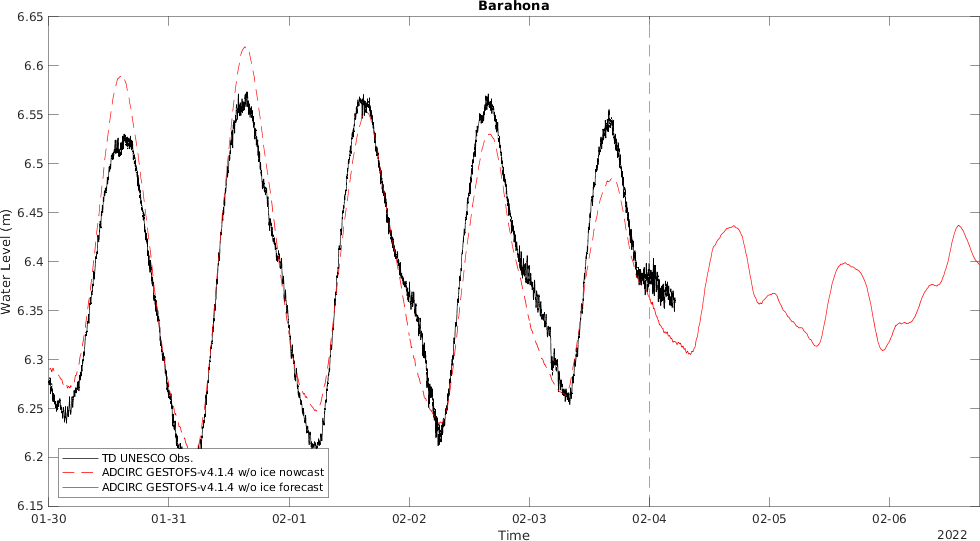 Barahona
6.65
6.6
6.55
6.5
6.45
6.4
6.35
6.3
6.25
6.2
6.15
Water Level (m)
TD UNESCO Obs.
ADCIRC GESTOFS-v4.1.4 w/o ice nowcast
ADCIRC GESTOFS-v4.1.4 w/o ice forecast
01-30 01-31 02-01 02-02 02-03 02-04 02-05 02-06
Time
2022